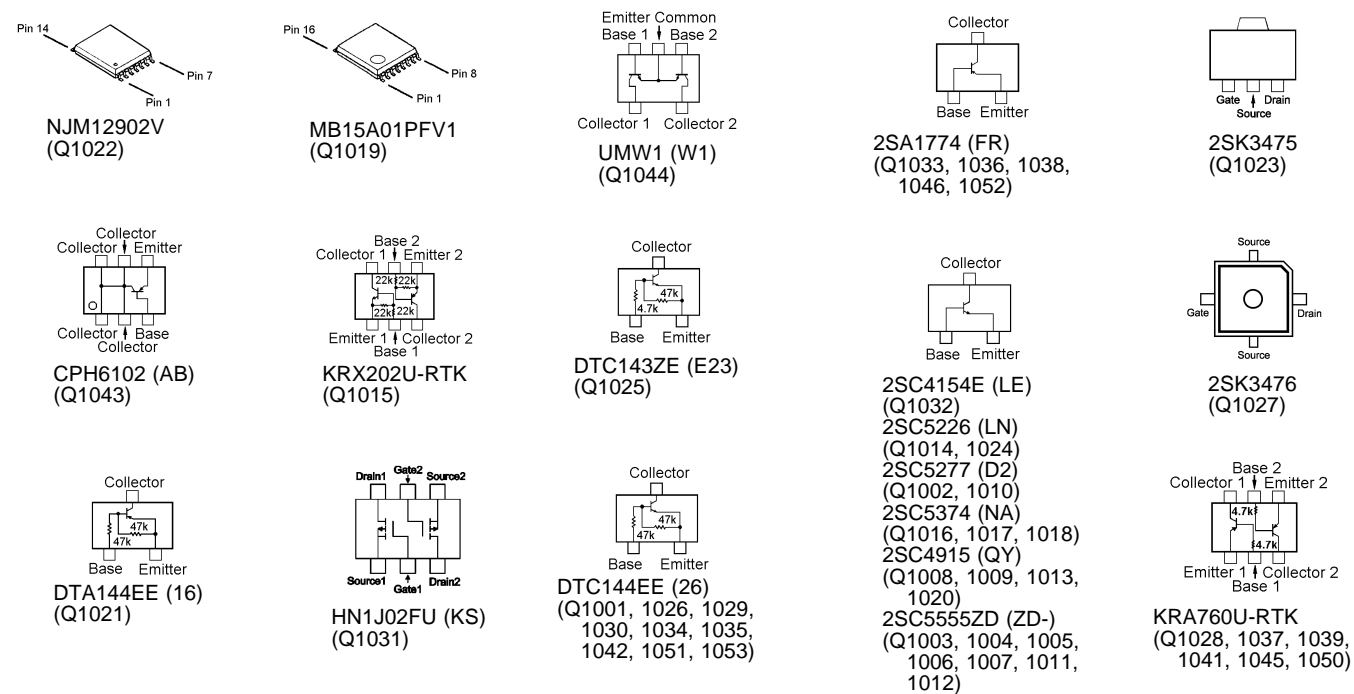 Pin 14
Pin 7
Pin 1
NJM12902V
(Q1022)
Pin 16
Pin 8
Pin 1
MB15A01PFV1
(Q1019)
Emitter Common
Base 1
Base 2
Collector 1
Collector 2
UMW1 (W1)
(Q1044)
Collector
Base
Emitter
2SA1774 (FR)
(Q1033, 1036, 1038,
1046, 1052)
Gate
Drain
Source
2SK3475
(Q1023)
Collector
Collector
Emitter
Collector
Base
Collector
CPH6102 (AB)
(Q1043)
Base 2
Collector 1
Emitter 2
22k
22k
22k
22k
Emitter 1
Collector 2
Base 1
KRX202U-RTK
(Q1015)
Collector
47k
4.7k
Base
Emitter
DTC143ZE (E23)
(Q1025)
Collector
Base
Emitter
2SC4154E (LE)
(Q1032)
2SC5226 (LN)
(Q1014, 1024)
2SC5277 (D2)
(Q1002, 1010)
2SC5374 (NA)
(Q1016, 1017, 1018)
2SC4915 (QY)
(Q1008, 1009, 1013,
1020)
2SC5555ZD (ZD-)
(Q1003, 1004, 1005,
1006, 1007, 1011,
1012)
Source
Gate
Drain
Source
2SK3476
(Q1027)
Collector
47k
47k
Base
Emitter
DTA144EE (16)
(Q1021)
Drain1
Gate2
Source2
Source1
Gate1
Drain2
HN1J02FU (KS)
(Q1031)
Collector
47k
47k
Base
Emitter
DTC144EE (26)
(Q1001, 1026, 1029,
1030, 1034, 1035,
1042, 1051, 1053)
Base 2
Collector 1
Emitter 2
4.7k
4.7k
Emitter 1
Collector 2
Base 1
KRA760U-RTK
(Q1028, 1037, 1039,
1041, 1045, 1050)